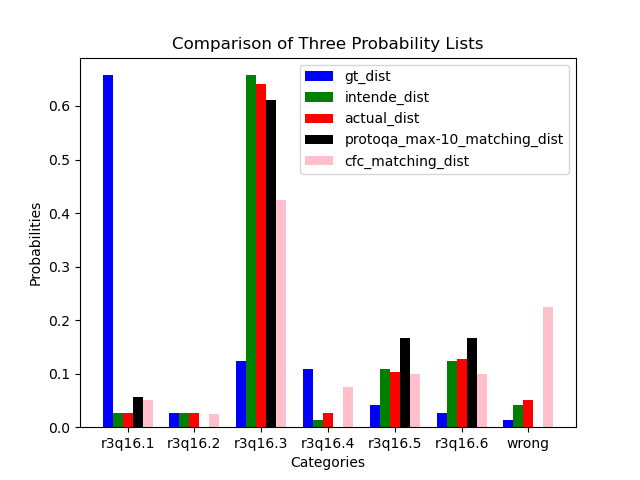 Comparison of Three Probability Lists
gt_dist
intende_dist
actual_dist
protoqa_max-10_matching_dist
cfc_matching_dist
Probabilities
0.6
0.5
0.4
0.3
0.2
0.1
0.0
r3q16.1 r3q16.2 r3q16.3 r3q16.4 r3q16.5 r3q16.6 wrong
Categories